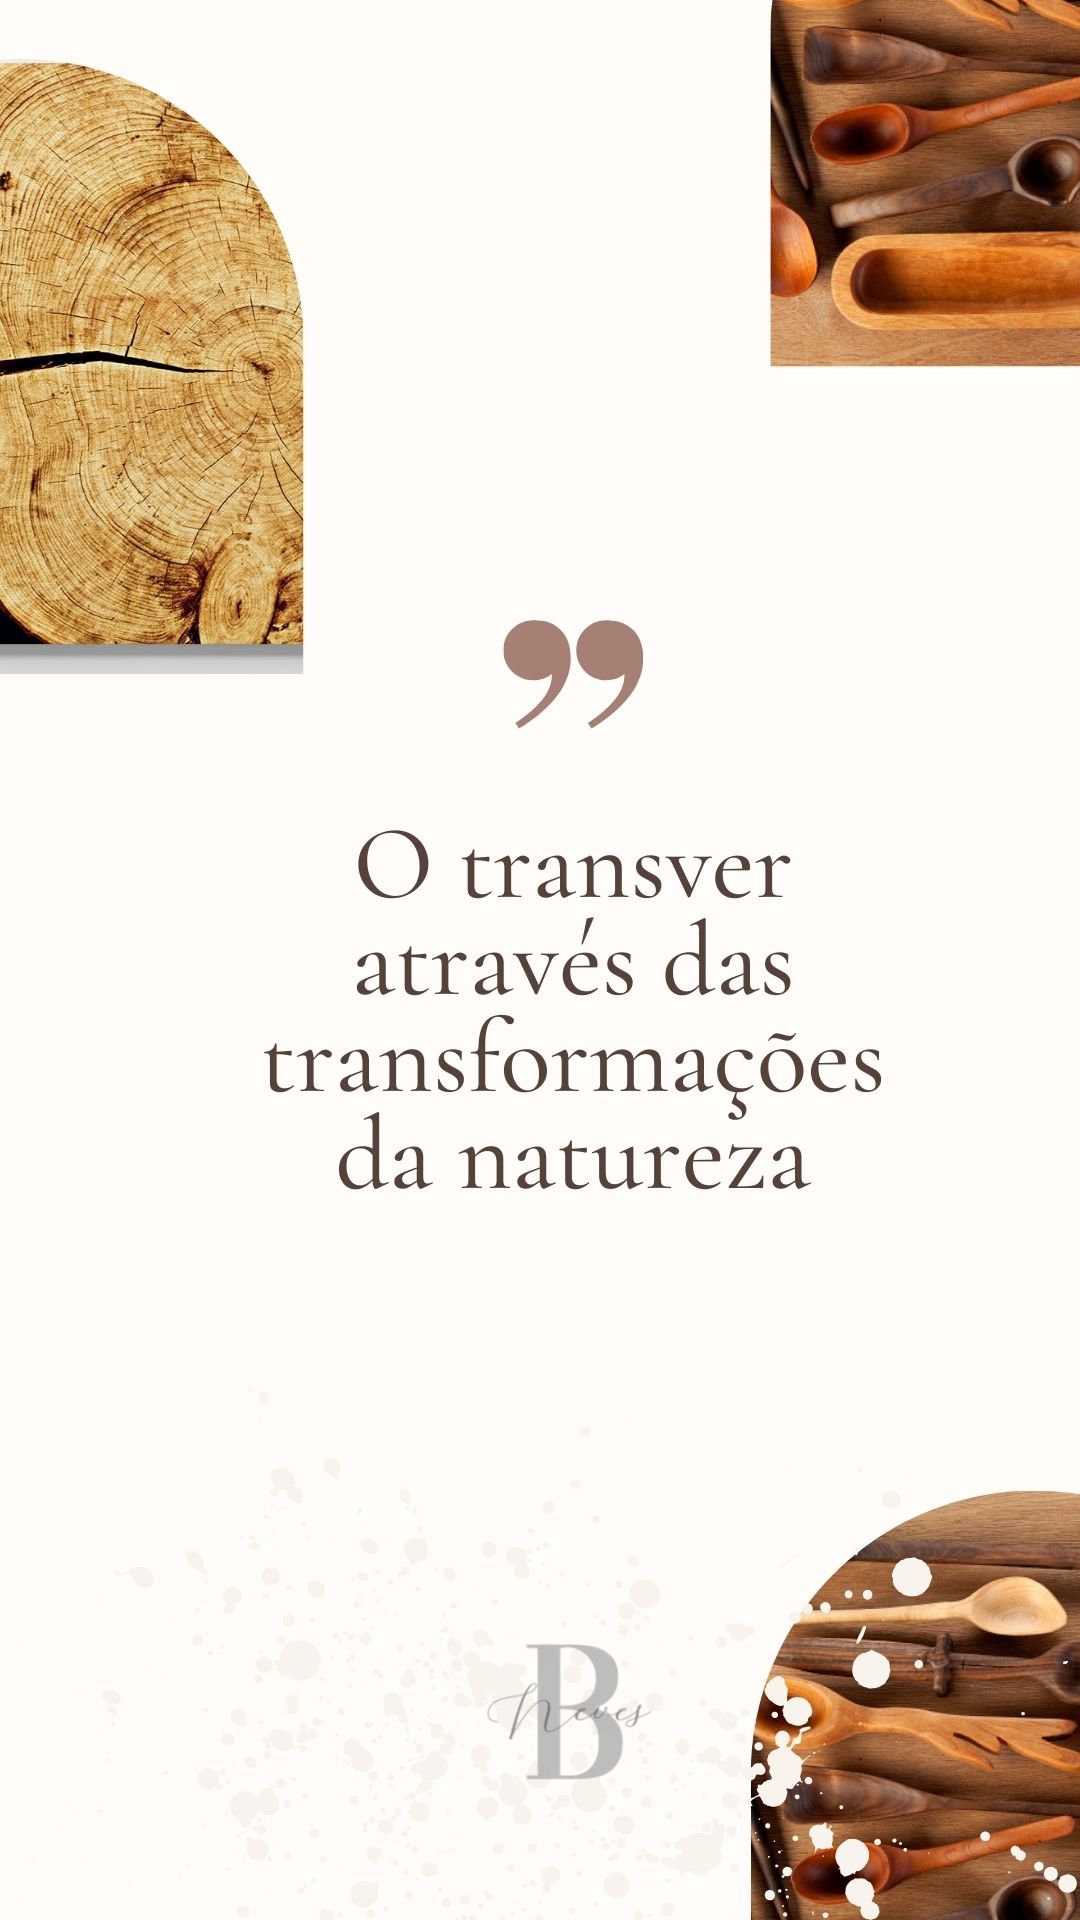 ”
O transver
através das
transformações
da natureza
B
Neves